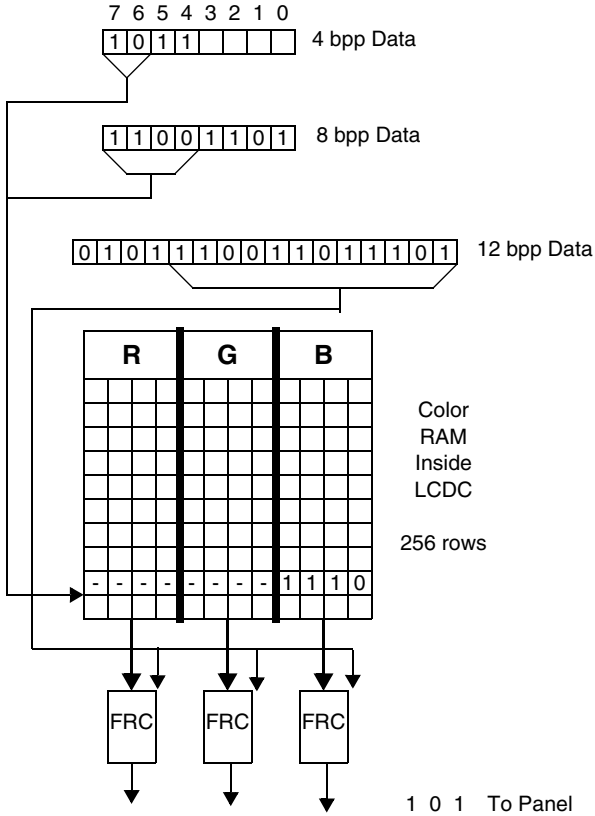 7 6 5 4 3 2 1 0
1 0 1 1 4 bpp Data
1 1 0 0 1 1 0 1 8 bpp Data
0 1 0 1 1 1 0 0 1 1 0 1 1 1 0 1 12 bpp Data
R G B
Color
RAM
Inside
LCDC
256 rows
- - - - - - - - 1 1 1 0
FRC FRC FRC
1 0 1 To Panel